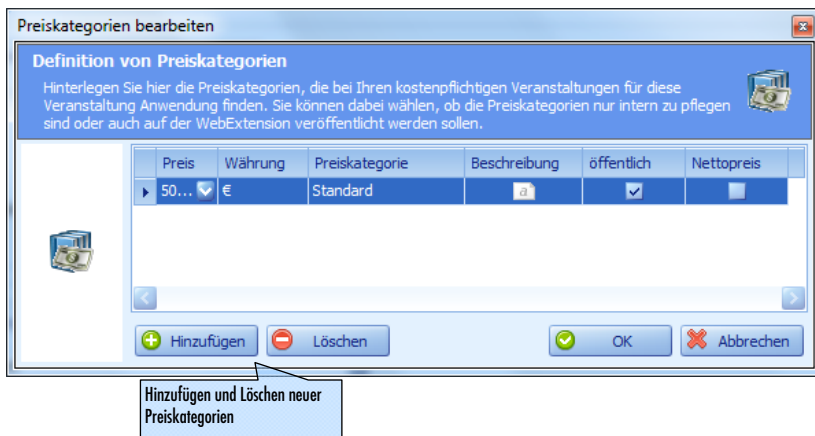 Preiskategorien bearbeiten
Definition von Preiskategorien
Hinterlegen Sie hier die Preiskategorien, die bei Ihren kostenpflichtigen Veranstaltungen für diese
Veranstaltung Anwendung finden. Sie können dabei wählen, ob die Preiskategorien nur intern zu pflegen
sind oder auch auf der WebExtension veröffentlicht werden sollen.
Preis Währung Preiskategorie Beschreibung öffentlich Nettopreis
50... € Standard a
Hinzufügen Löschen OK Abbrechen
Hinzufügen und Löschen neuer
Preiskategorien